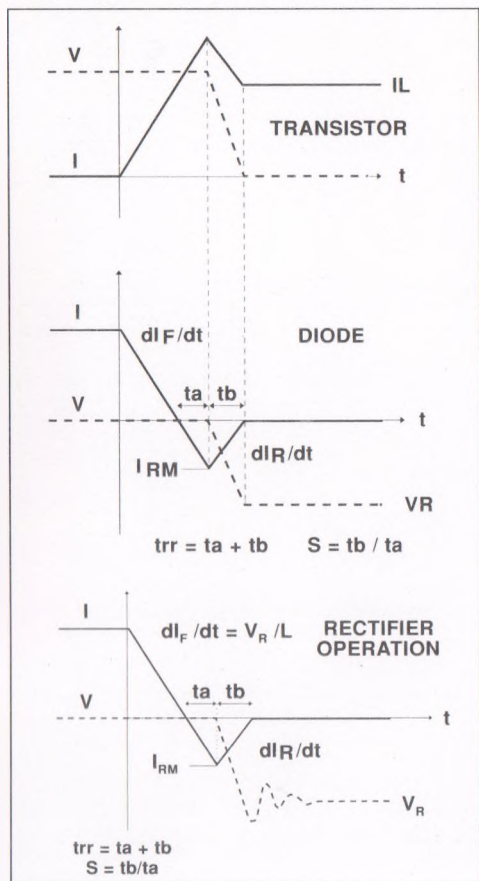 V
IL
TRANSISTOR
I
t
I
dIF/dt
DIODE
ta tb
V
t
IRM
dIR/dt
VR
trr = ta + tb S = tb / ta
I
dIF/dt = VR/L
RECTIFIER
OPERATION
ta tb
V
t
IRM
dIR/dt
VR
trr = ta + tb
S = tb/ta